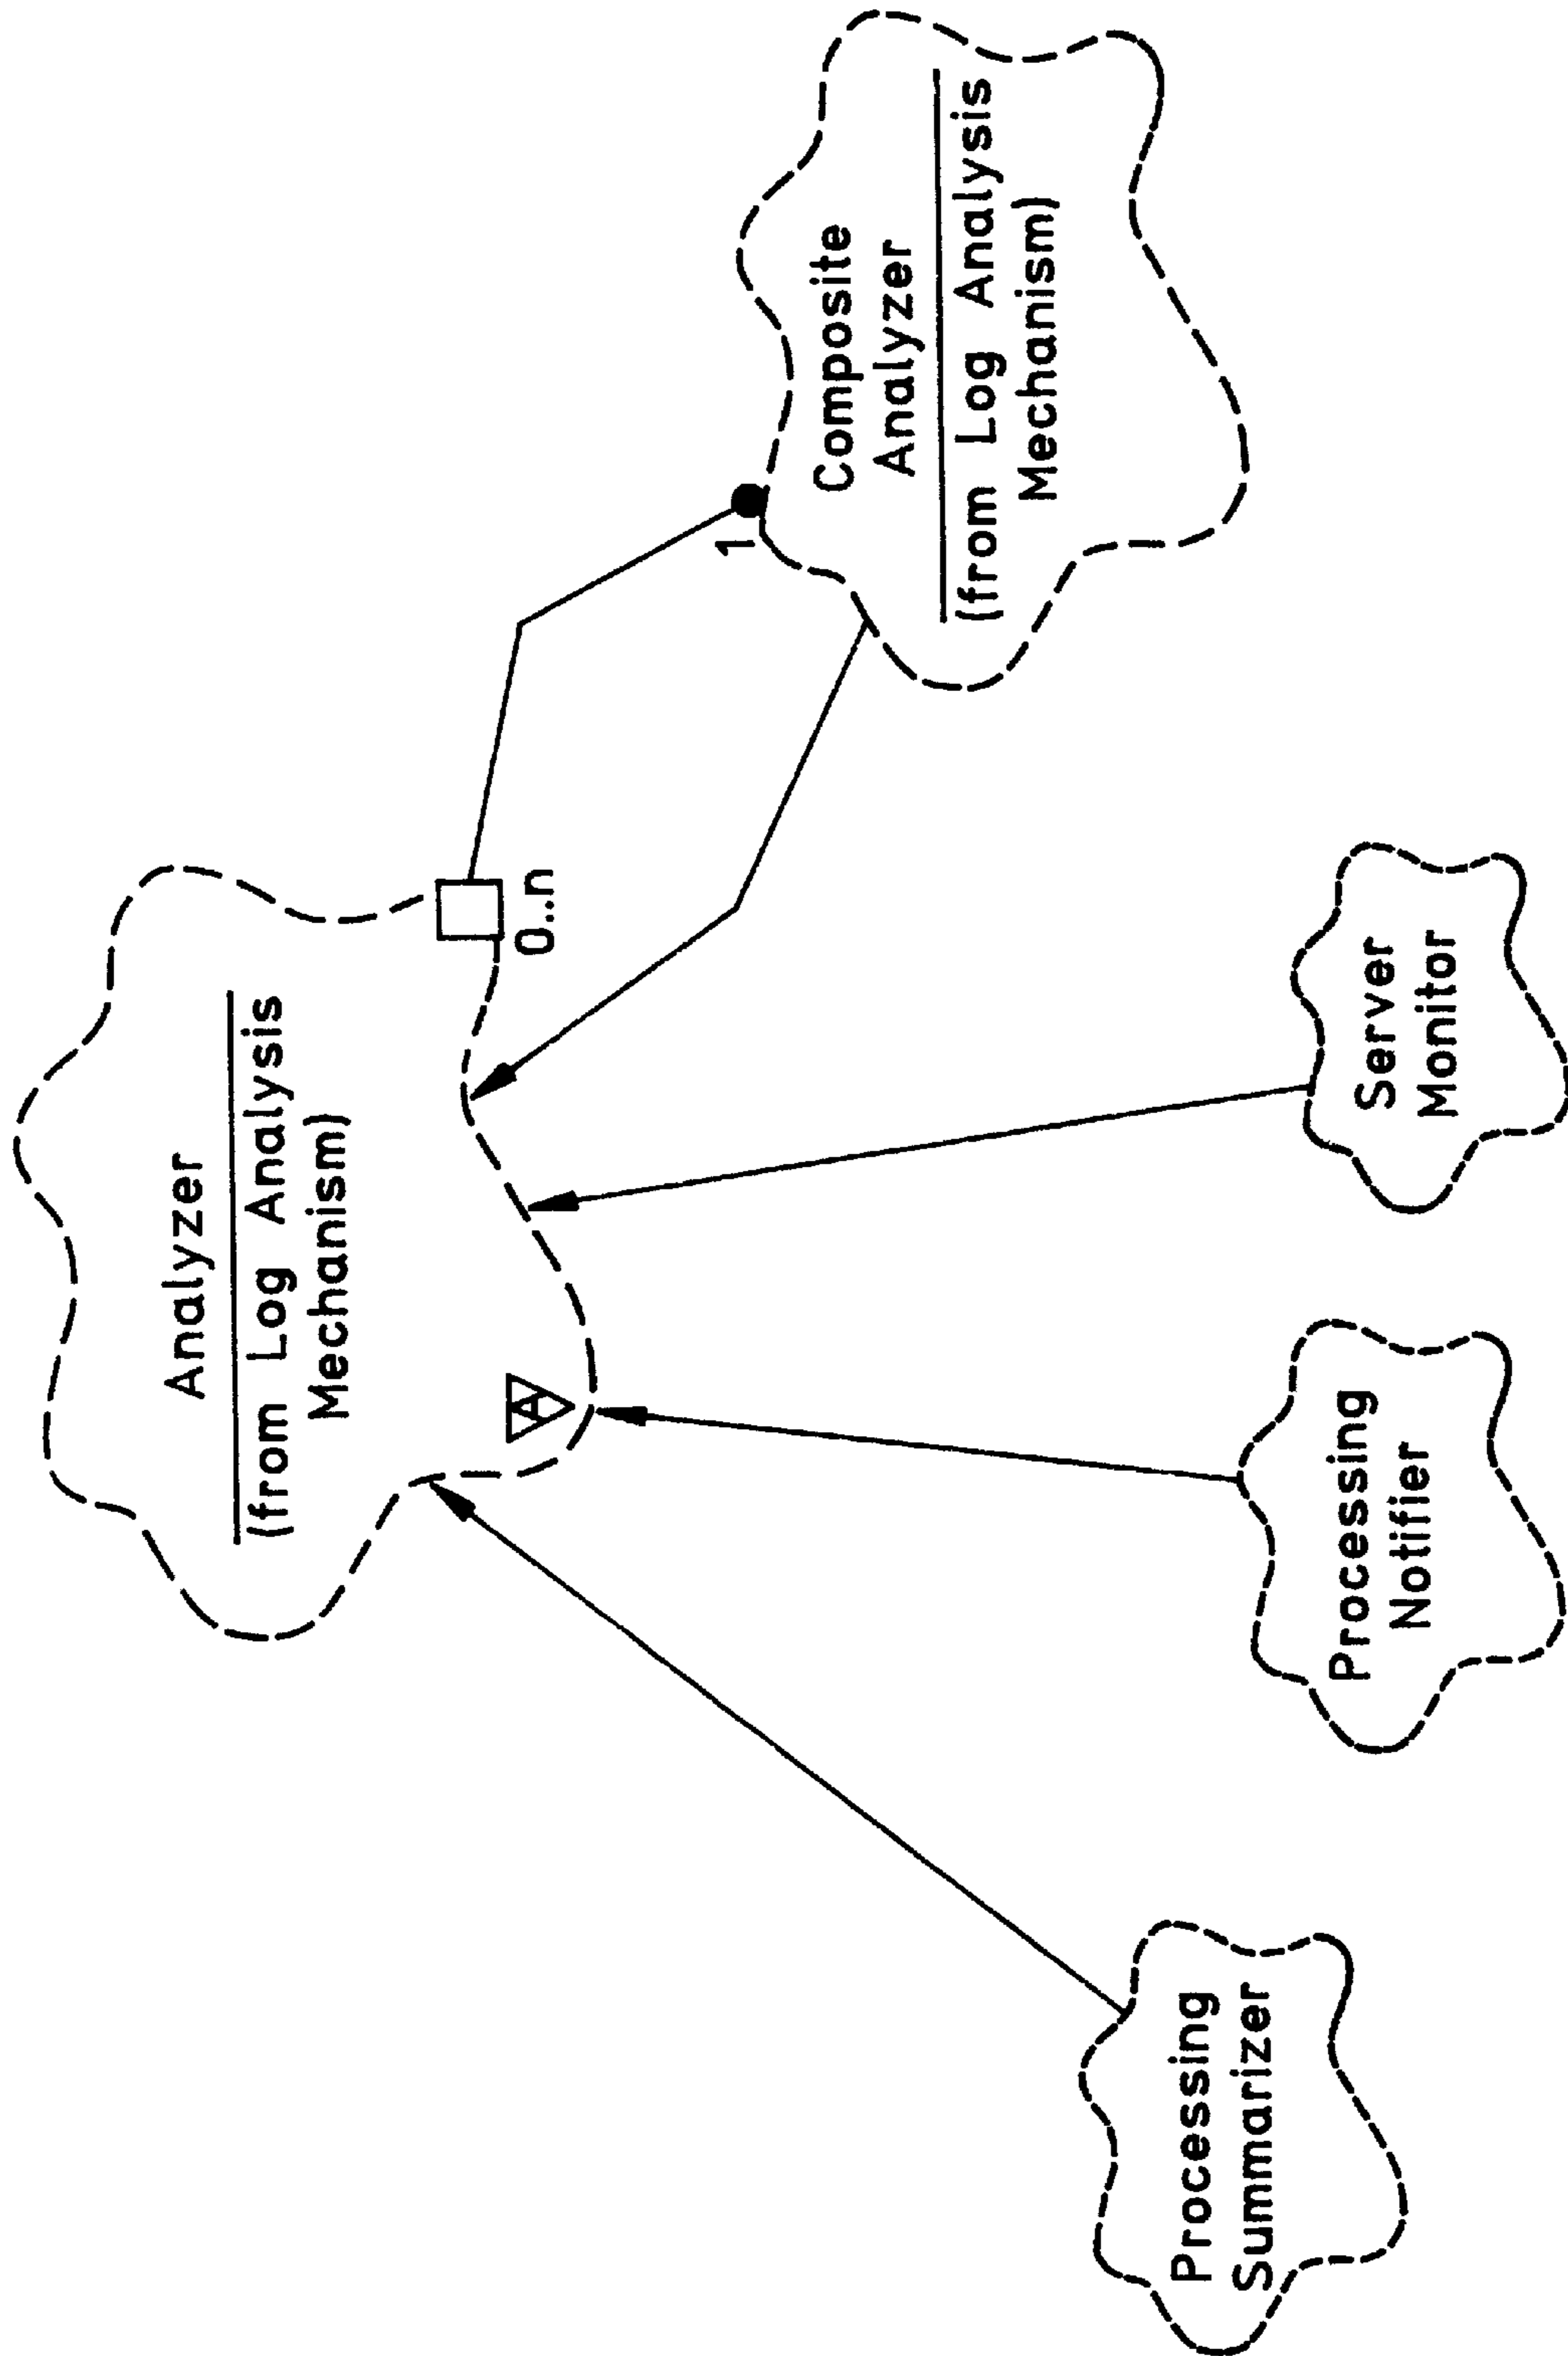 Analyzer
(from Log Analysis
Mechanism)
A
0..n
1
Composite
Analyzer
(from Log Analysis
Mechanism)
Processing
Summarizer
Processing
Notifier
Server
Monitor